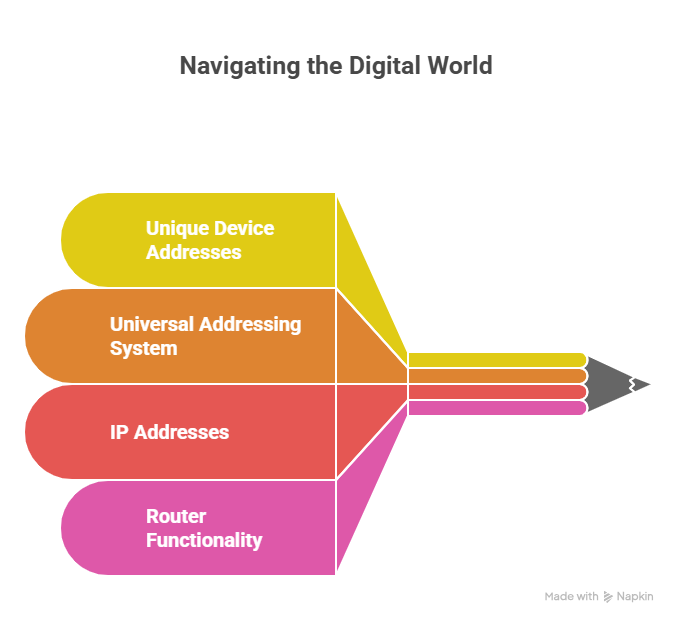 Navigating the Digital World
Unique Device
Addresses
Universal Addressing
System
IP Addresses
Router
Functionality
Made with Napkin